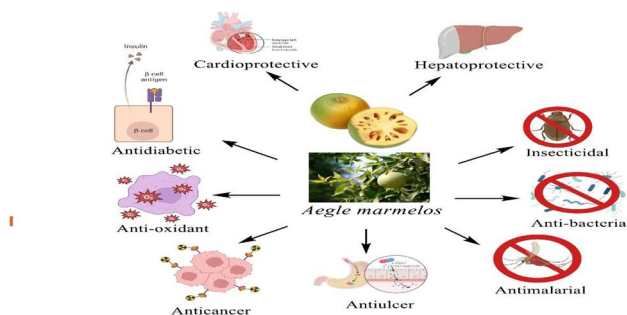 Cardioprotective
Hepatoprotective
Insulin
β cell
antigen
β cell
Antidiabetic
Insecticidal
Anti-oxidant
Aegle marmelos
Anti-bacteria
Anticancer
Antiulcer
Antimalarial